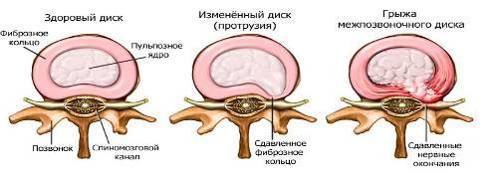 Здоровый диск
Фиброзное
кольцо
Пульпозное
ядро
Позвонок
Спиномозговой
канал
Изменённый диск
(протрузия)
Сдавленное
фиброзное
кольцо
Грыжа
межпозвоночного диска
Сдавленные
нервные
окончания